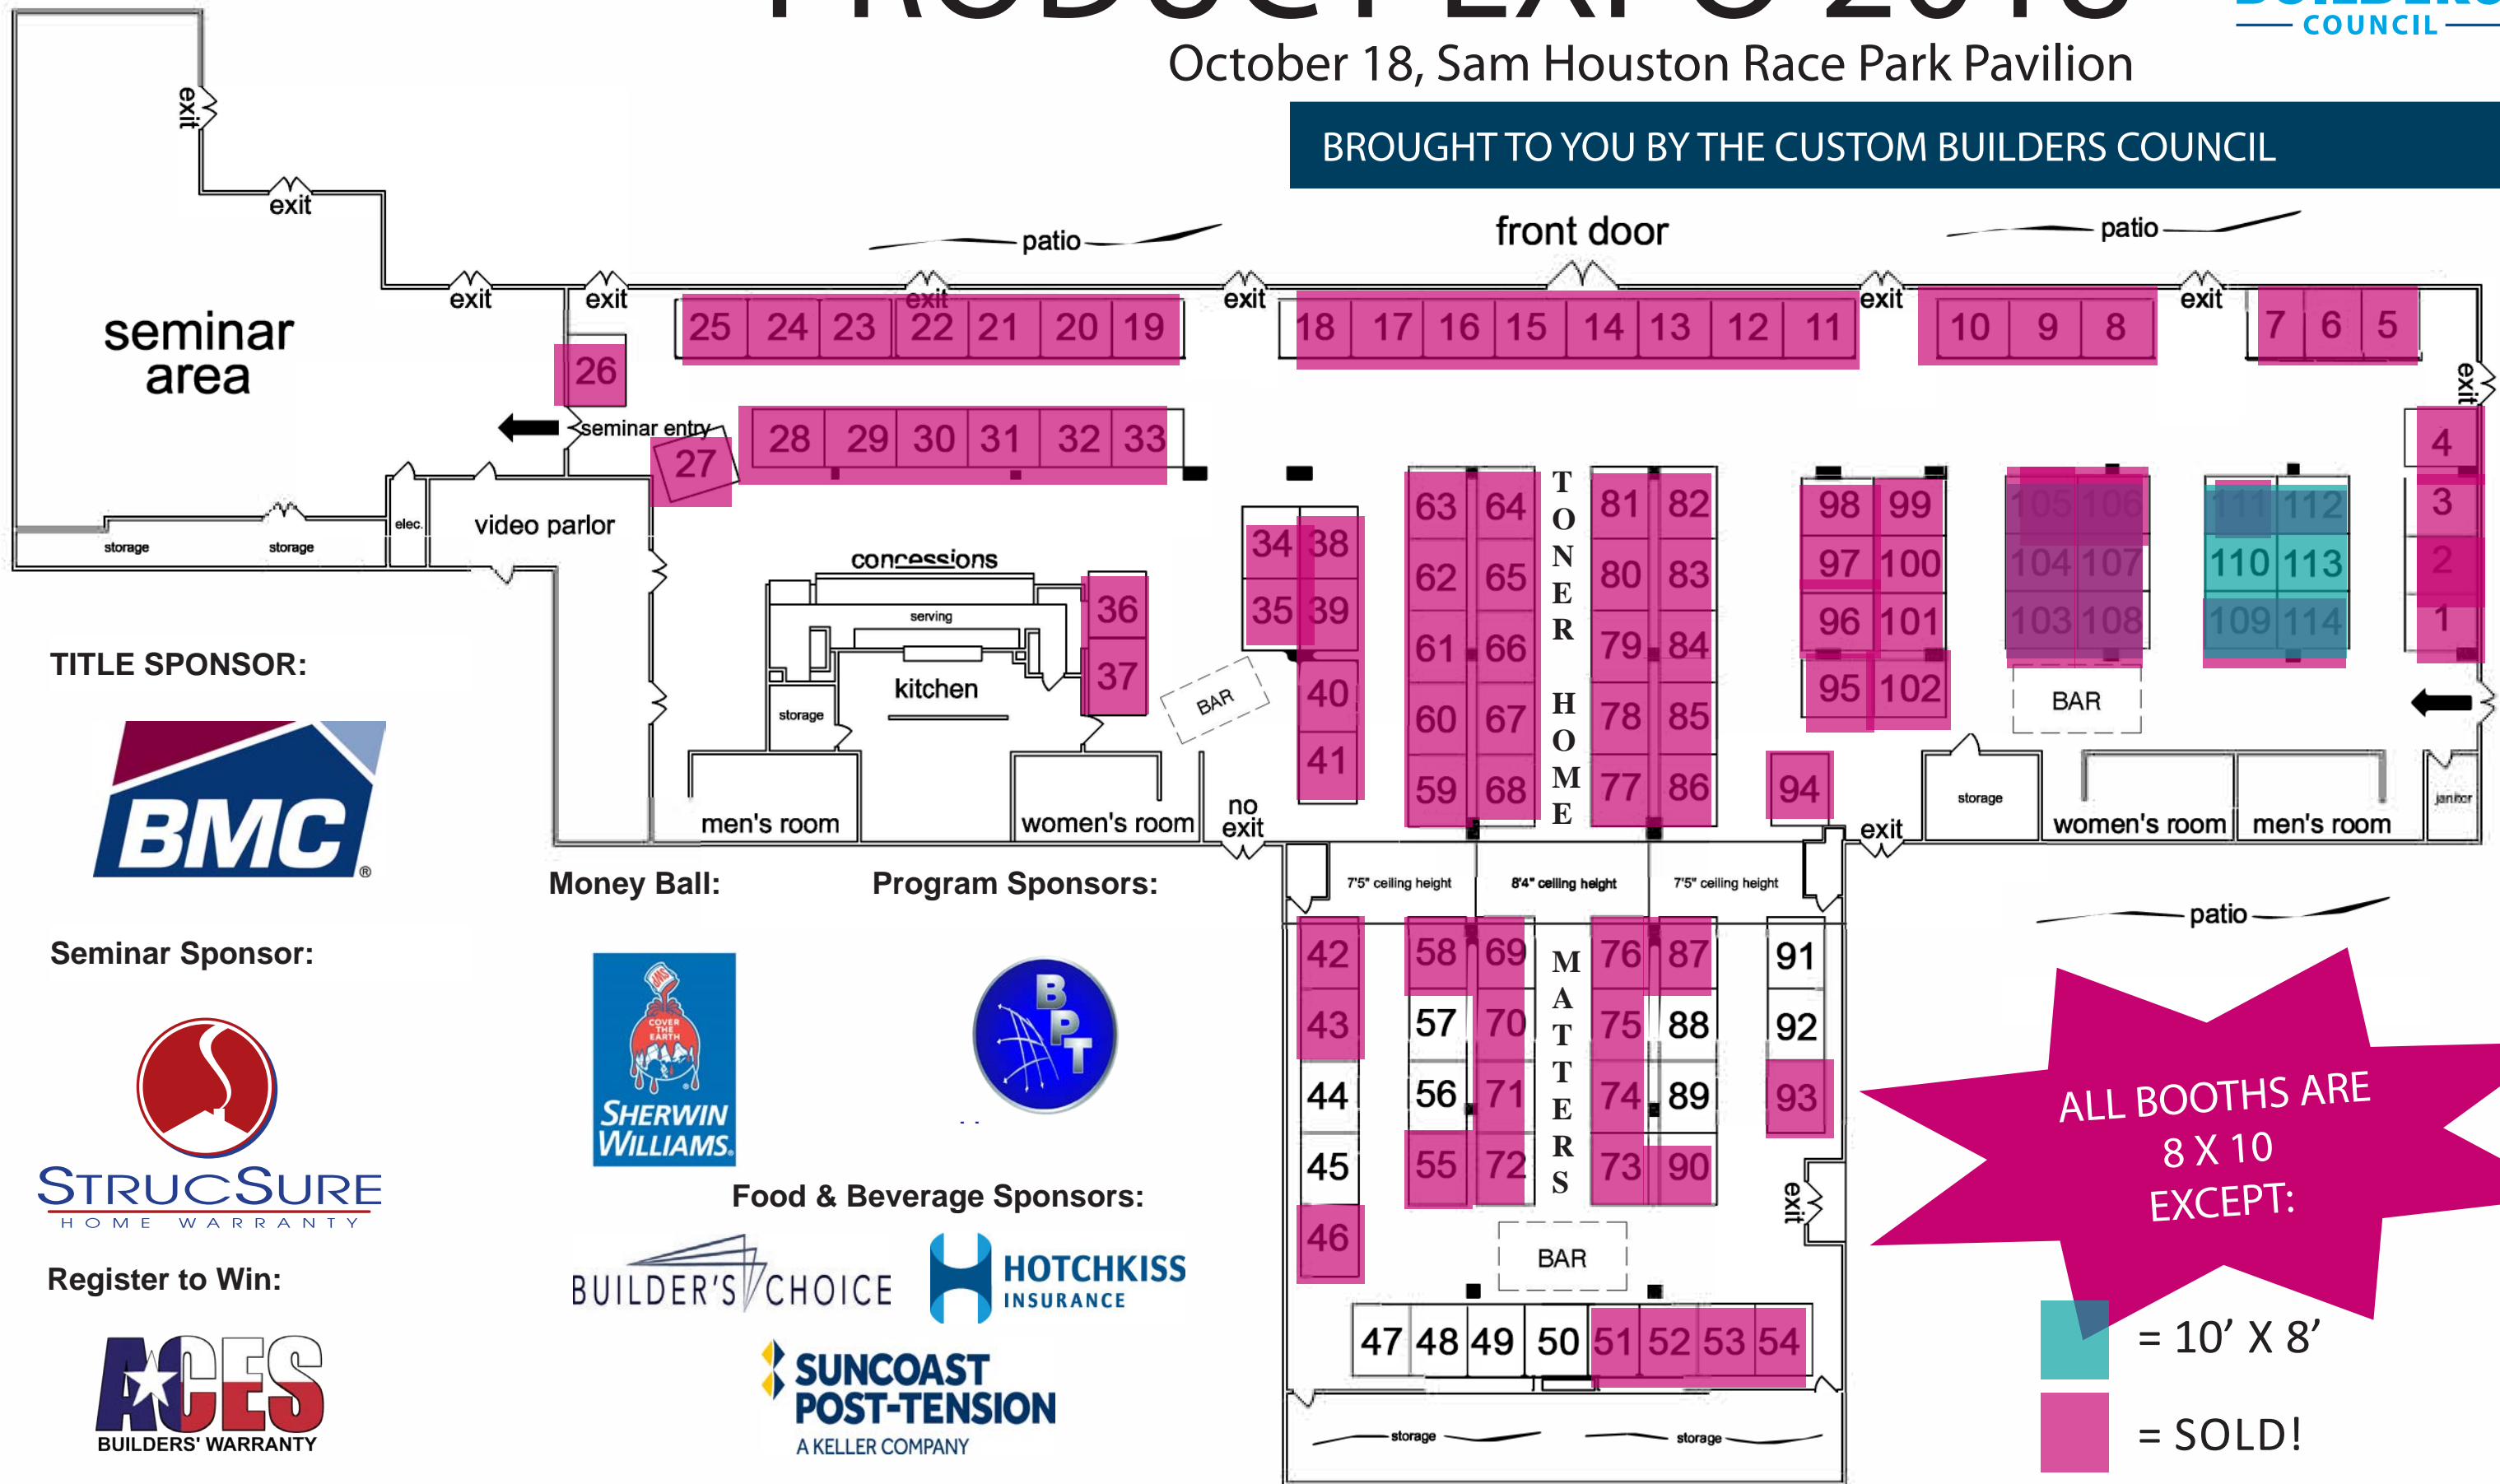 PRODUCT EXPO 2018
BUILDERS
COUNCIL
October 18, Sam Houston Race Park Pavilion
BROUGHT TO YOU BY THE CUSTOM BUILDERS COUNCIL
exit
exit
patio
front door
patio
exit
exit
exit
exit
exit
exit
seminar
area
25 24 23 22 21 20 19
18 17 16 15 14 13 12 11
10 9 8
7 6 5
26
exit
seminar entry
27
28 29 30 31 32 33
4
3
2
1
elec.
video parlor
storage
storage
concessions
serving
kitchen
storage
36
37
BAR
34 38
35 39
40
41
63 64
62 65
61 66
60 67
59 68
TONER HOME
81 82
80 83
79 84
78 85
77 86
98 99
97 100
96 101
95 102
94
105 106
104 107
103 108
BAR
111 112
110 113
109 114
men's room
women's room
no
exit
exit
storage
women's room
men's room
janitor
7'5" ceiling height
8'4" ceiling height
7'5" ceiling height
patio
42
43
44
45
46
58 69
57 70
56 71
55 72
MATTERS
76 87
75 88
74 89
73 90
91
92
93
exit
BAR
47 48 49 50 51 52 53 54
storage
storage
TITLE SPONSOR:
BMC®
Seminar Sponsor:
STRUCSURE
HOME WARRANTY
Register to Win:
ACES
BUILDERS' WARRANTY
Money Ball:
SWP
COVER
THE
EARTH
SHERWIN
WILLIAMS.
Program Sponsors:
BPT
Food & Beverage Sponsors:
BUILDER'S CHOICE
HOTCHKISS
INSURANCE
SUNCOAST
POST-TENSION
A KELLER COMPANY
ALL BOOTHS ARE
8 X 10
EXCEPT:
= 10’ X 8’
= SOLD!